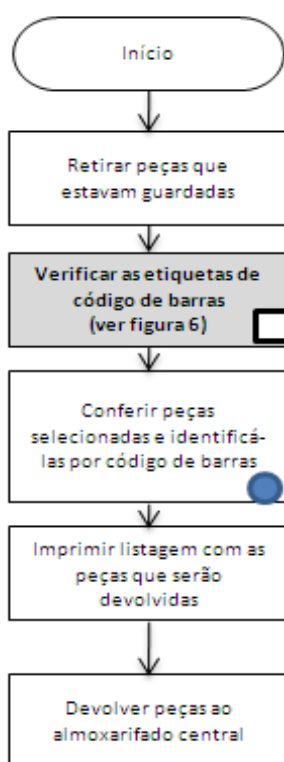 Início
Retirar peças que
estavam guardadas
Verificar as etiquetas de
código de barras
(ver figura 6)
Conferir peças
selecionadas e identificá-
las por código de barras
Imprimir listagem com as
peças que serão
devolvidas
Devolver peças ao
almoxarifado central